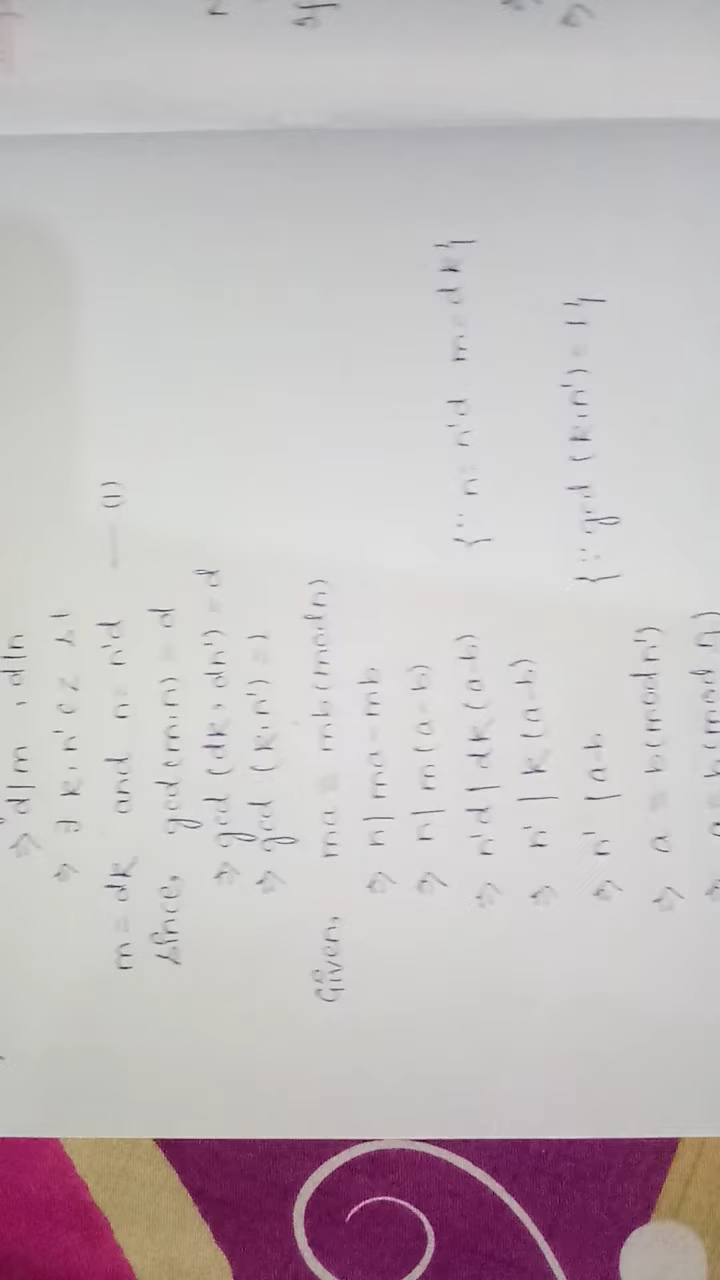 ⇒ d|m , d|n
⇒ ∃ k, n' ∈ Z s.t
m = dk and n = n'd — (1)
Since, gcd(m,n) = d
⇒ gcd (dk, dn') = d
⇒ gcd (k,n') = 1
Given, ma ≡ mb(mod n)
⇒ n| ma-mb
⇒ n| m(a-b)
⇒ n'd | dk(a-b) {∵ n = n'd m = dk}
⇒ n' | k(a-b)
⇒ n' | a-b {∵ gcd (k,n') = 1}
⇒ a ≡ b(mod n')
⇒ a ≡ b(mod